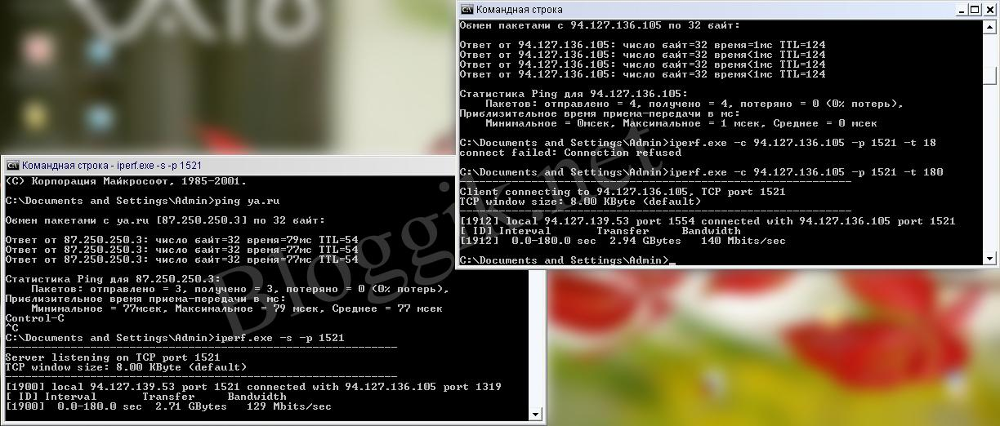 Командная строка
Обмен пакетами с 94.127.136.105 по 32 байт:
Ответ от 94.127.136.105: число байт=32 время=1мс TTL=124
Ответ от 94.127.136.105: число байт=32 время<1мс TTL=124
Ответ от 94.127.136.105: число байт=32 время<1мс TTL=124
Ответ от 94.127.136.105: число байт=32 время<1мс TTL=124
Статистика Ping для 94.127.136.105:
Пакетов: отправлено = 4, получено = 4, потеряно = 0 (0% потерь),
Приблизительное время приема-передачи в мс:
Минимальное = 0мсек, Максимальное = 1 мсек, Среднее = 0 мсек
C:\Documents and Settings\Admin>iperf.exe -c 94.127.136.105 -p 1521 -t 18
connect failed: Connection refused
C:\Documents and Settings\Admin>iperf.exe -c 94.127.136.105 -p 1521 -t 180
------------------------------------------------------------
Client connecting to 94.127.136.105, TCP port 1521
TCP window size: 8.00 KByte (default)
------------------------------------------------------------
[1912] local 94.127.139.53 port 1554 connected with 94.127.136.105 port 1521
[ ID] Interval       Transfer     Bandwidth
[1912]  0.0-180.0 sec  2.94 GBytes   140 Mbits/sec
C:\Documents and Settings\Admin>_
Командная строка - iperf.exe -s -p 1521
(C) Корпорация Майкрософт, 1985-2001.
C:\Documents and Settings\Admin>ping ya.ru
Обмен пакетами с ya.ru [87.250.250.3] по 32 байт:
Ответ от 87.250.250.3: число байт=32 время=79мс TTL=54
Ответ от 87.250.250.3: число байт=32 время=77мс TTL=54
Ответ от 87.250.250.3: число байт=32 время=77мс TTL=54
Статистика Ping для 87.250.250.3:
Пакетов: отправлено = 3, получено = 3, потеряно = 0 (0% потерь),
Приблизительное время приема-передачи в мс:
Минимальное = 77мсек, Максимальное = 79 мсек, Среднее = 77 мсек
Control-C
^C
C:\Documents and Settings\Admin>iperf.exe -s -p 1521
------------------------------------------------------------
Server listening on TCP port 1521
TCP window size: 8.00 KByte (default)
------------------------------------------------------------
[1900] local 94.127.139.53 port 1521 connected with 94.127.136.105 port 1319
[ ID] Interval       Transfer     Bandwidth
[1900]  0.0-180.0 sec  2.71 GBytes   129 Mbits/sec
Bloggik.net